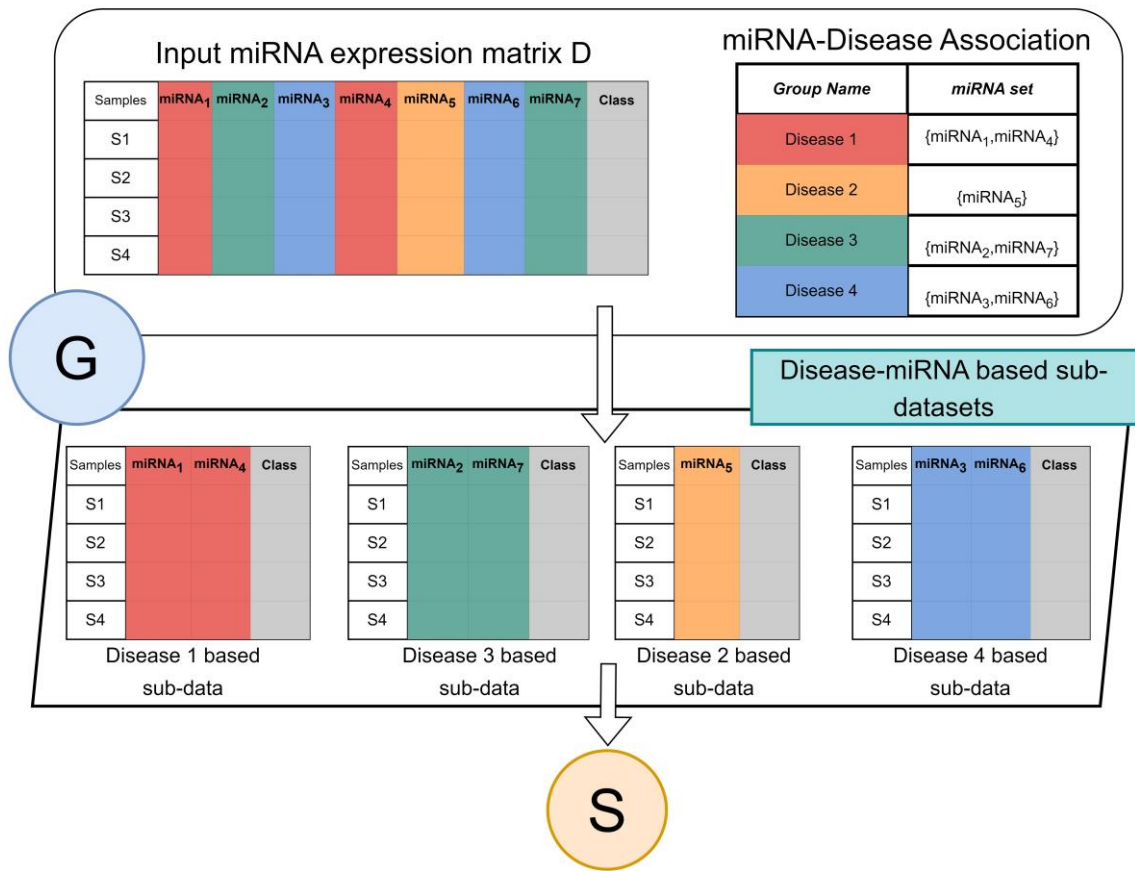 Input miRNA expression matrix D
Samples miRNA₁ miRNA₂ miRNA₃ miRNA₄ miRNA₅ miRNA₆ miRNA₇ Class
S1
S2
S3
S4
miRNA-Disease Association
Group Name miRNA set
Disease 1 {miRNA₁,miRNA₄}
Disease 2 {miRNA₅}
Disease 3 {miRNA₂,miRNA₇}
Disease 4 {miRNA₃,miRNA₆}
G
Disease-miRNA based sub-
datasets
Samples miRNA₁ miRNA₄ Class
S1
S2
S3
S4
Disease 1 based
sub-data
Samples miRNA₂ miRNA₇ Class
S1
S2
S3
S4
Disease 3 based
sub-data
Samples miRNA₅ Class
S1
S2
S3
S4
Disease 2 based
sub-data
Samples miRNA₃ miRNA₆ Class
S1
S2
S3
S4
Disease 4 based
sub-data
S